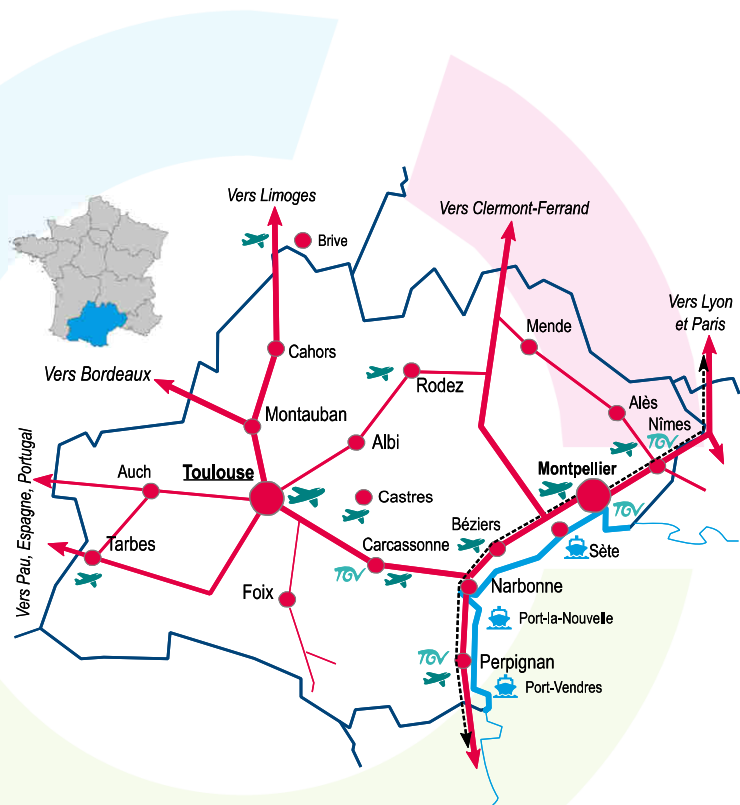 Vers Limoges
Brive
Vers Clermont-Ferrand
Vers Lyon
et Paris
Mende
Cahors
Vers Bordeaux
Rodez
Alès
Montauban
Nîmes
TGV
Albi
Auch
Toulouse
Montpellier
Castres
TGV
Vers Pau, Espagne, Portugal
Béziers
Tarbes
Carcassonne
Sète
TGV
Foix
Narbonne
Port-la-Nouvelle
TGV
Perpignan
Port-Vendres